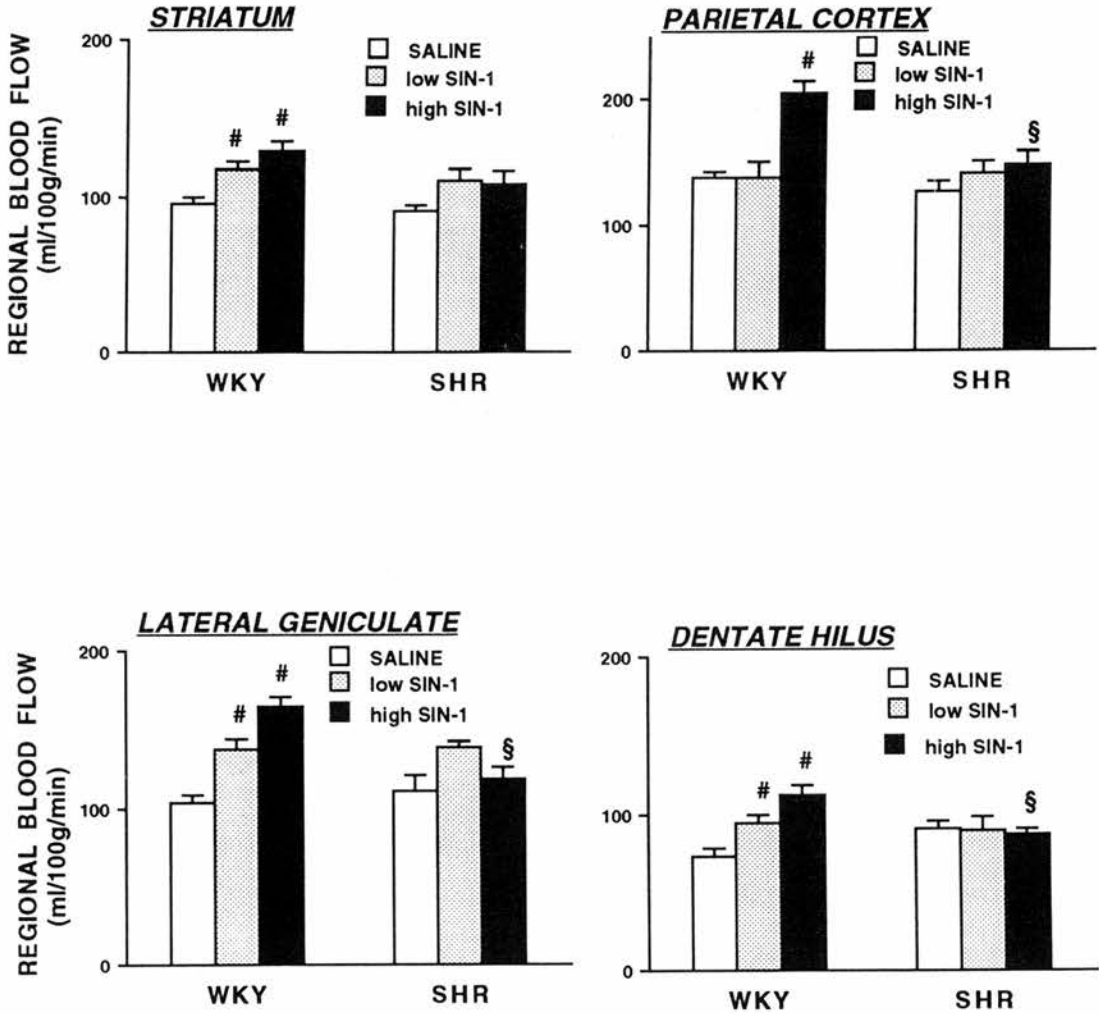 STRIATUM
REGIONAL BLOOD FLOW
(ml/100g/min)
200
100
0
SALINE
low SIN-1
high SIN-1
# #
WKY SHR
PARIETAL CORTEX
200
100
0
SALINE
low SIN-1
high SIN-1
# §
WKY SHR
LATERAL GENICULATE
REGIONAL BLOOD FLOW
(ml/100g/min)
200
100
0
SALINE
low SIN-1
high SIN-1
# # §
WKY SHR
DENTATE HILUS
200
100
0
SALINE
low SIN-1
high SIN-1
# # §
WKY SHR